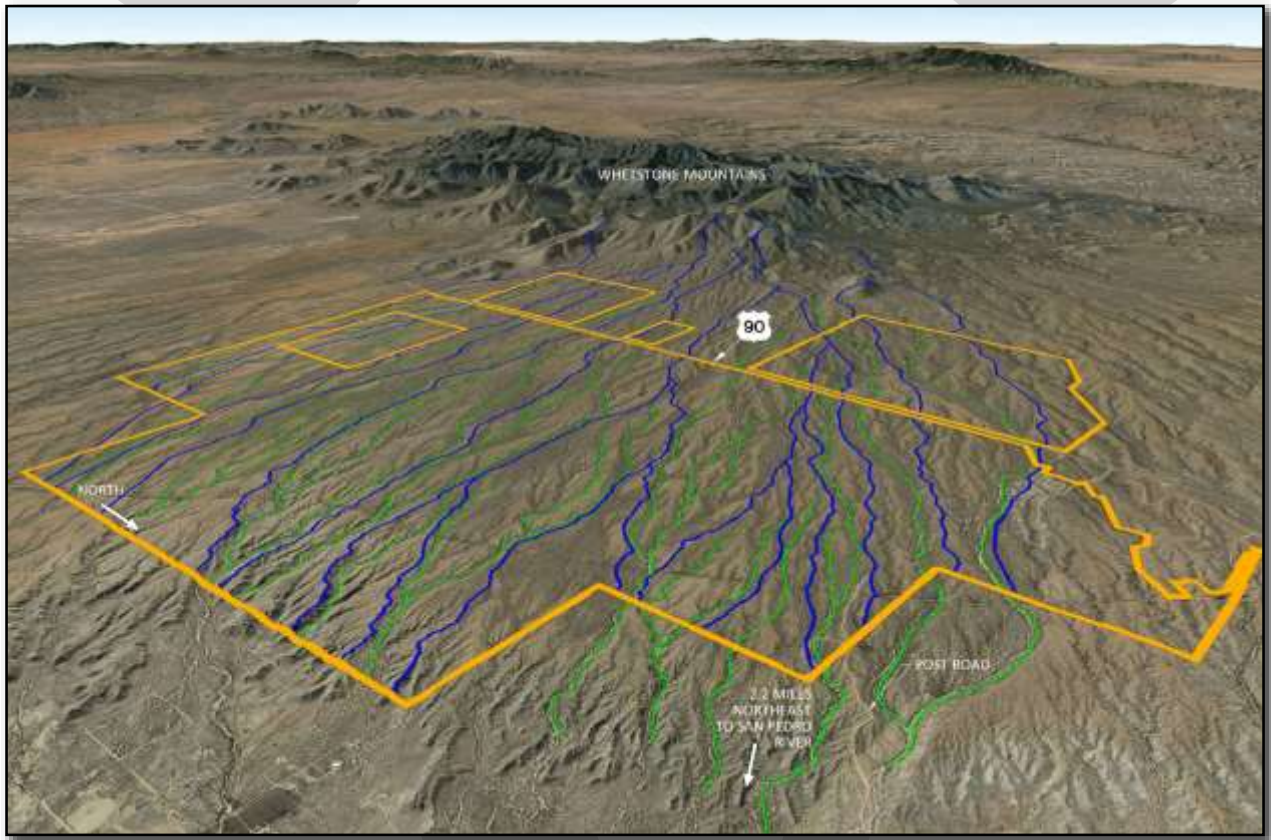 WHETSTONE MOUNTAINS
90
NORTH
POST ROAD
2.2 MILES
NORTHEAST
TO SAN PEDRO
RIVER